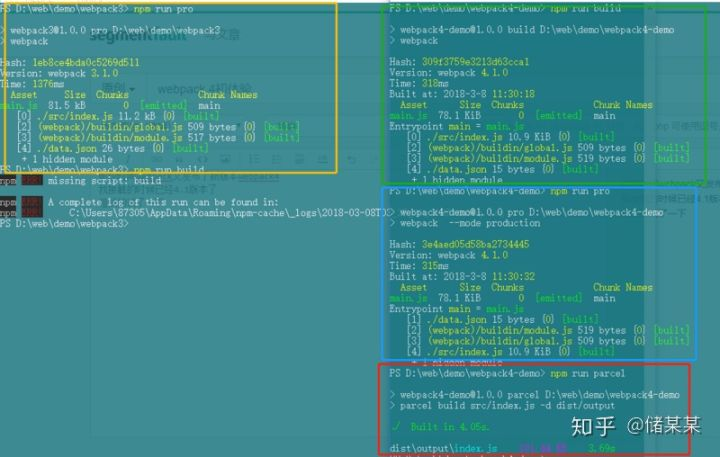 PS D:\web\demo\webpack3> npm run pro
> webpack3@1.0.0 pro D:\web\demo\webpack3
> webpack
Hash: 1eb8ce4bda0c5269d511
Version: webpack 3.1.0
Time: 1376ms
Asset Size Chunks Chunk Names
main.js 81.5 kB 0 [emitted] main
[0] ./src/index.js 11.2 kB {0} [built]
[2] (webpack)/buildin/global.js 509 bytes {0} [built]
[3] (webpack)/buildin/module.js 517 bytes {0} [built]
[4] ./data.json 26 bytes {0} [built]
+ 1 hidden module
PS D:\web\demo\webpack3> npm run build
npm ERR! missing script: build
npm ERR! A complete log of this run can be found in:
npm ERR! C:\Users\87305\AppData\Roaming\npm-cache\_logs\2018-03-08T
PS D:\web\demo\webpack3>
PS D:\web\demo\webpack4-demo> npm run build
> webpack4-demo@1.0.0 build D:\web\demo\webpack4-demo
> webpack
Hash: 309f3759e3213d63cca1
Version: webpack 4.1.0
Time: 318ms
Built at: 2018-3-8 11:30:18
Asset Size Chunks Chunk Names
main.js 78.1 KiB 0 [emitted] main
Entrypoint main = main.js
[0] ./src/index.js 10.9 KiB {0} [built]
[2] (webpack)/buildin/global.js 509 bytes {0} [built]
[3] (webpack)/buildin/module.js 519 bytes {0} [built]
[4] ./data.json 15 bytes {0} [built]
+ 1 hidden module
PS D:\web\demo\webpack4-demo> npm run pro
> webpack4-demo@1.0.0 pro D:\web\demo\webpack4-demo
> webpack --mode production
Hash: 3e4aed05d58ba2734445
Version: webpack 4.1.0
Time: 315ms
Built at: 2018-3-8 11:30:32
Asset Size Chunks Chunk Names
main.js 78.1 KiB 0 [emitted] main
Entrypoint main = main.js
[1] ./data.json 15 bytes {0} [built]
[2] (webpack)/buildin/module.js 519 bytes {0} [built]
[3] (webpack)/buildin/global.js 509 bytes {0} [built]
[4] ./src/index.js 10.9 KiB {0} [built]
+ 1 hidden module
PS D:\web\demo\webpack4-demo> npm run parcel
> webpack4-demo@1.0.0 parcel D:\web\demo\webpack4-demo
> parcel build src/index.js -d dist/output
√ Built in 4.05s.
dist\output\index.js 3.69s
知乎 @储某某